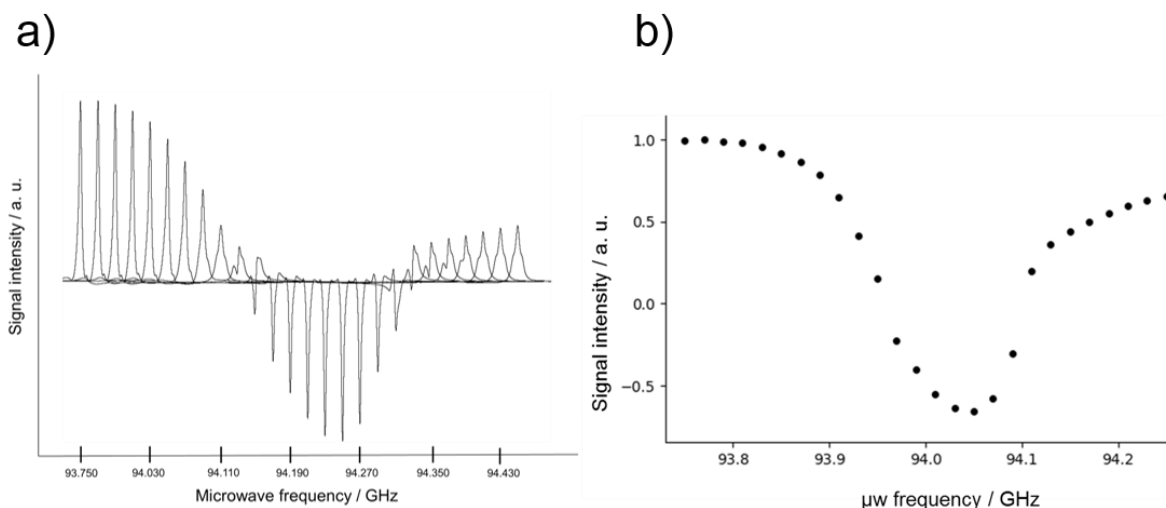 a)
Signal intensity / a. u.
93.750 94.030 94.110 94.190 94.270 94.350 94.430
Microwave frequency / GHz
b)
Signal intensity / a. u.
1.0
0.5
0.0
−0.5
93.8 93.9 94.0 94.1 94.2
μw frequency / GHz